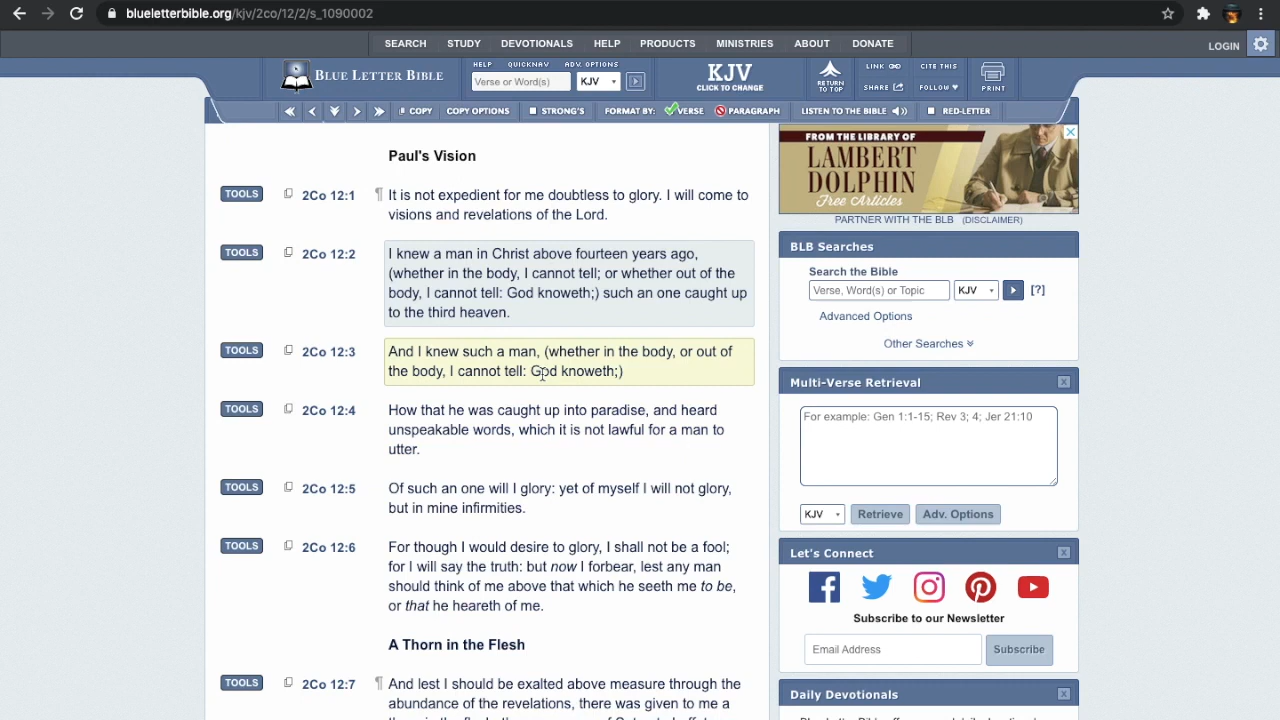 blueletterbible.org/kjv/2co/12/2/s_1090002
SEARCH STUDY DEVOTIONALS HELP PRODUCTS MINISTRIES ABOUT DONATE
LOGIN
BLUE LETTER BIBLE
HELP QUICKNAV ADV. OPTIONS
Verse or Word(s) KJV
KJV
CLICK TO CHANGE
RETURN TO TOP
LINK CITE THIS
SHARE FOLLOW
PRINT
COPY COPY OPTIONS STRONG'S FORMAT BY: VERSE PARAGRAPH LISTEN TO THE BIBLE RED-LETTER
Paul's Vision
TOOLS 2Co 12:1 ¶ It is not expedient for me doubtless to glory. I will come to
visions and revelations of the Lord.
TOOLS 2Co 12:2 I knew a man in Christ above fourteen years ago,
(whether in the body, I cannot tell; or whether out of the
body, I cannot tell: God knoweth;) such an one caught up
to the third heaven.
TOOLS 2Co 12:3 And I knew such a man, (whether in the body, or out of
the body, I cannot tell: God knoweth;)
TOOLS 2Co 12:4 How that he was caught up into paradise, and heard
unspeakable words, which it is not lawful for a man to
utter.
TOOLS 2Co 12:5 Of such an one will I glory: yet of myself I will not glory,
but in mine infirmities.
TOOLS 2Co 12:6 For though I would desire to glory, I shall not be a fool;
for I will say the truth: but now I forbear, lest any man
should think of me above that which he seeth me to be,
or that he heareth of me.
A Thorn in the Flesh
TOOLS 2Co 12:7 ¶ And lest I should be exalted above measure through the
abundance of the revelations, there was given to me a
FROM THE LIBRARY OF
LAMBERT
DOLPHIN
Free Articles
PARTNER WITH THE BLB (DISCLAIMER)
BLB Searches
Search the Bible
Verse, Word(s) or Topic KJV [?]
Advanced Options
Other Searches
Multi-Verse Retrieval
For example: Gen 1:1-15; Rev 3; 4; Jer 21:10
KJV Retrieve Adv. Options
Let's Connect
Subscribe to our Newsletter
Email Address Subscribe
Daily Devotionals